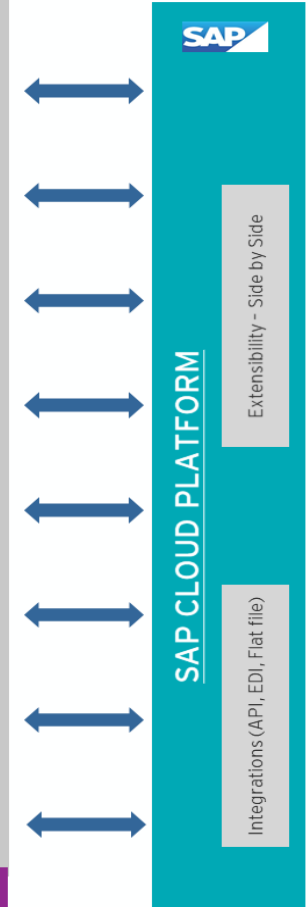 SAP
SAP CLOUD PLATFORM
Extensibility - Side by Side
Integrations (API, EDI, Flat file)